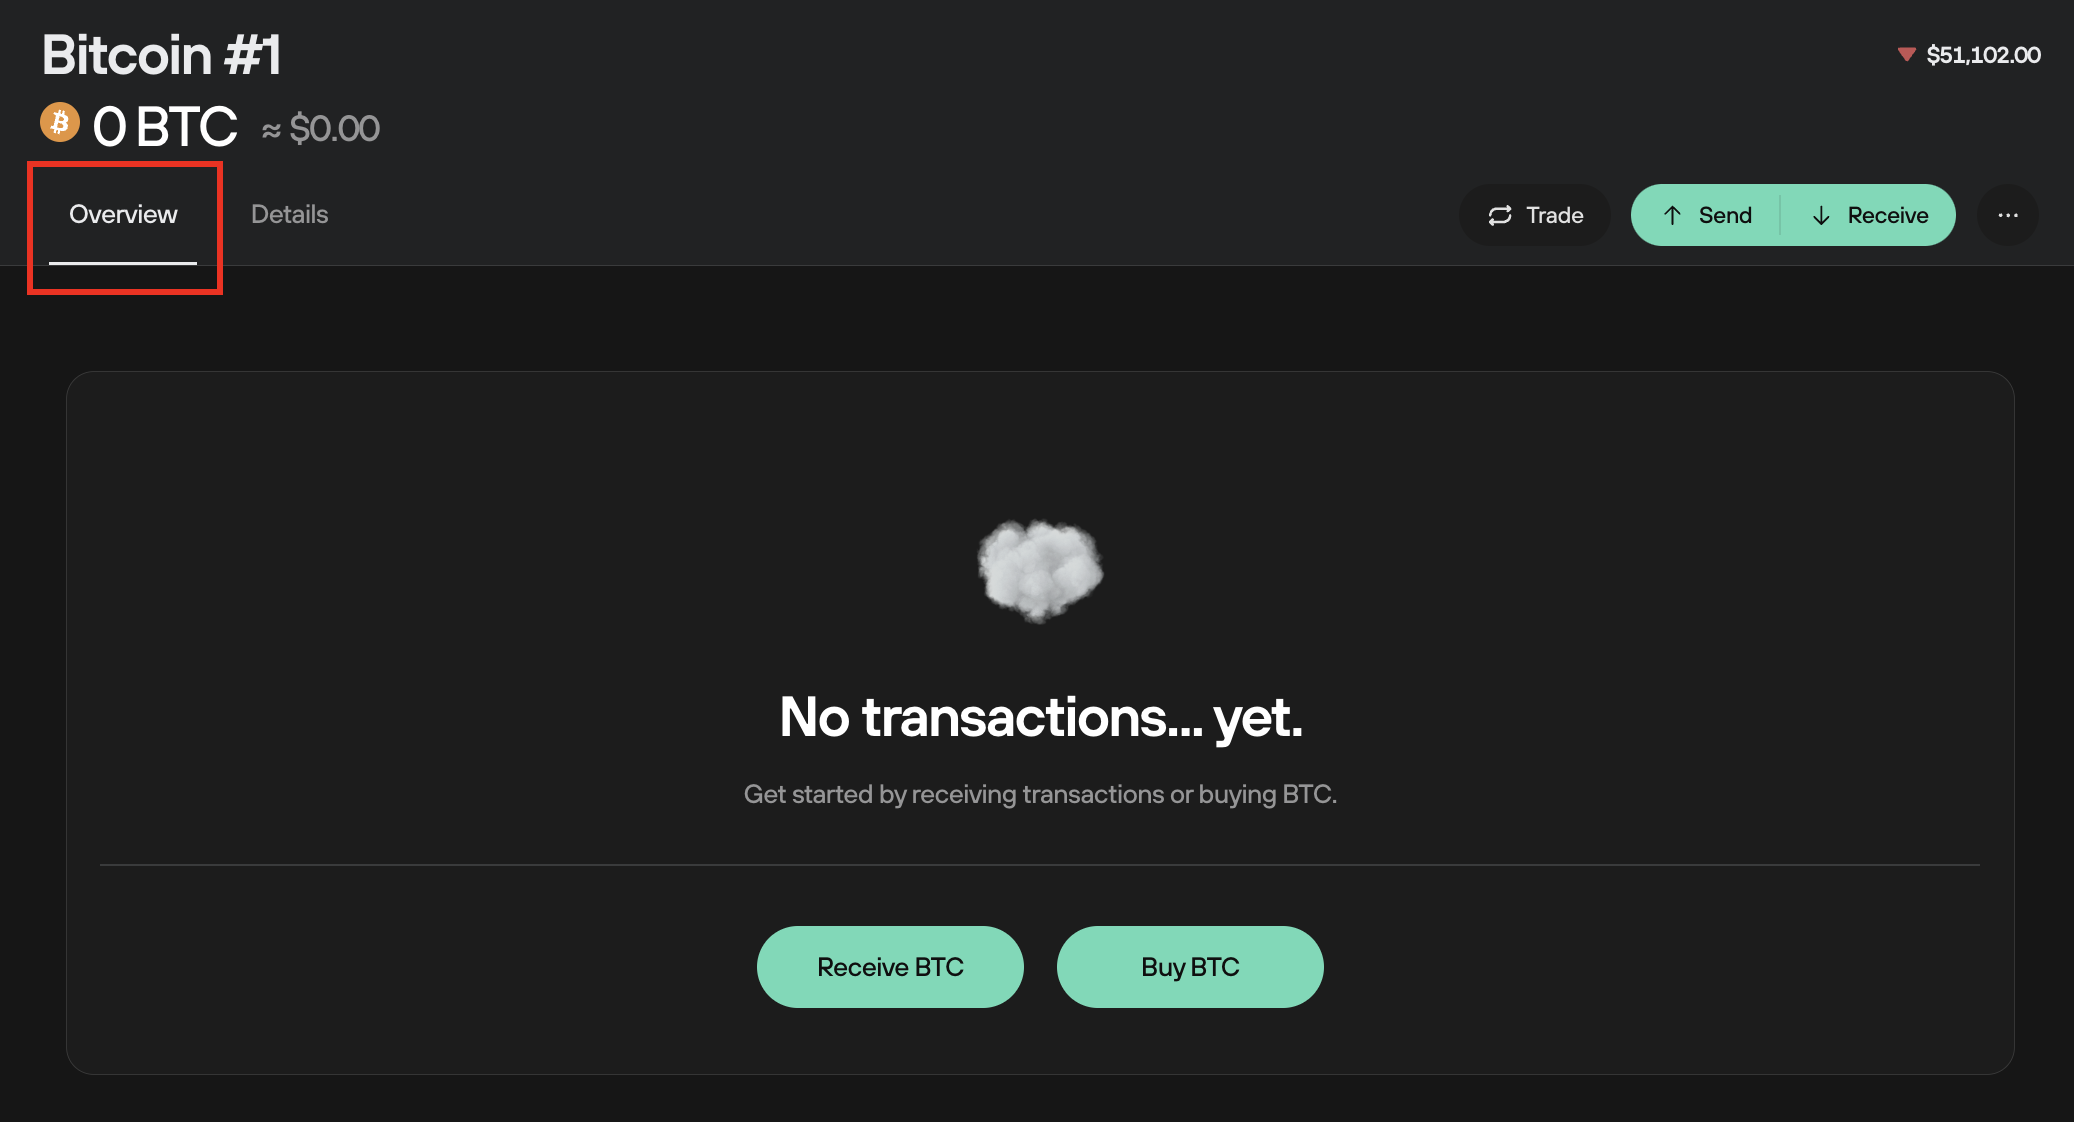 Bitcoin #1
$51,102.00
0 BTC ≈ $0.00
Overview Details Trade Send Receive ...
No transactions... yet.
Get started by receiving transactions or buying BTC.
Receive BTC Buy BTC